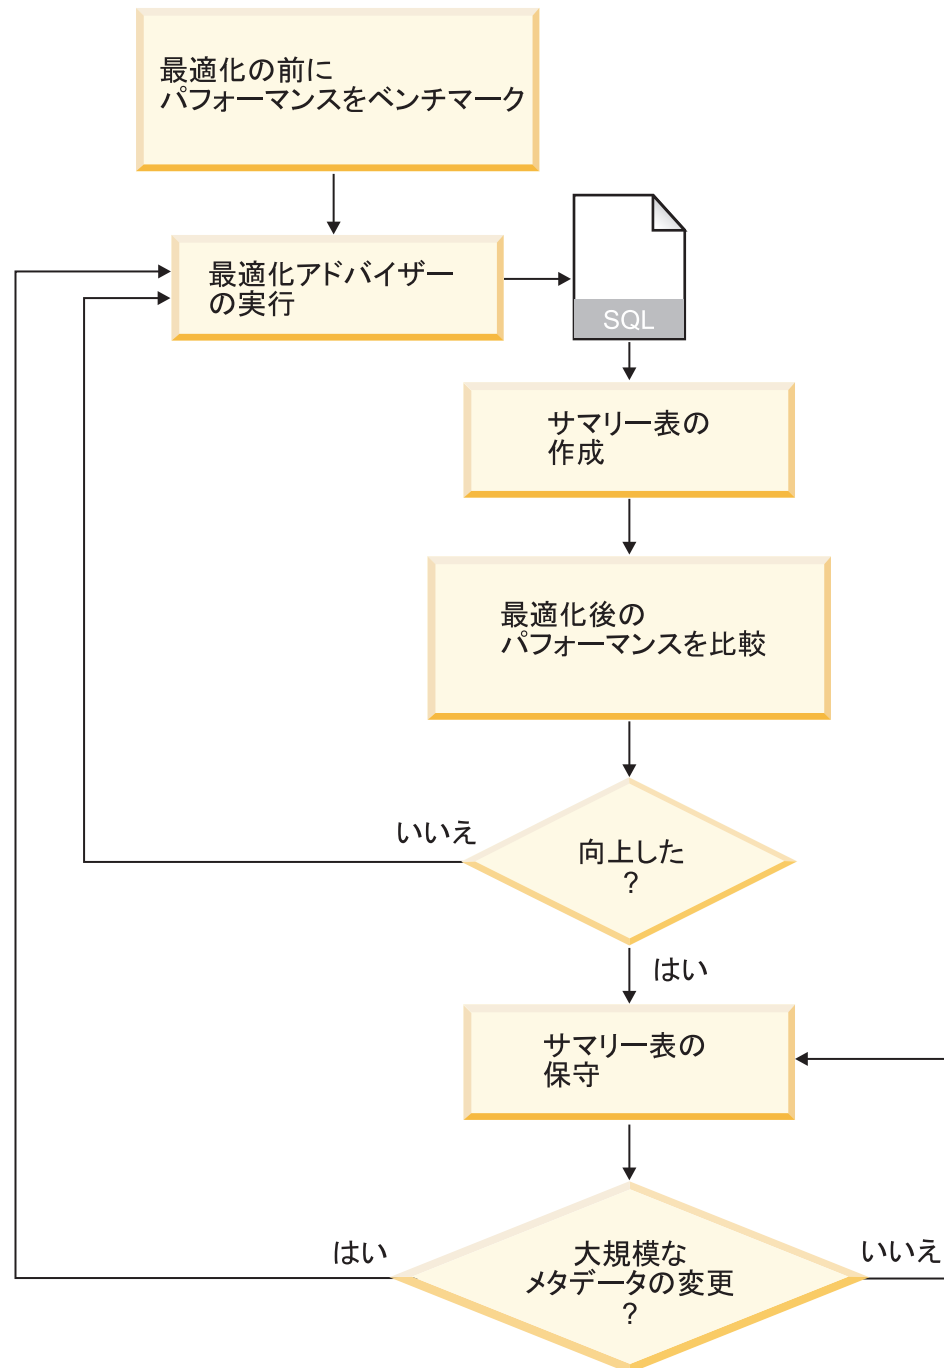 最適化の前に
パフォーマンスをベンチマーク
最適化アドバイザー
の実行
SQL
サマリー表の
作成
最適化後の
パフォーマンスを比較
いいえ
向上した
?
はい
サマリー表の
保守
はい
大規模な
メタデータの変更
?
いいえ